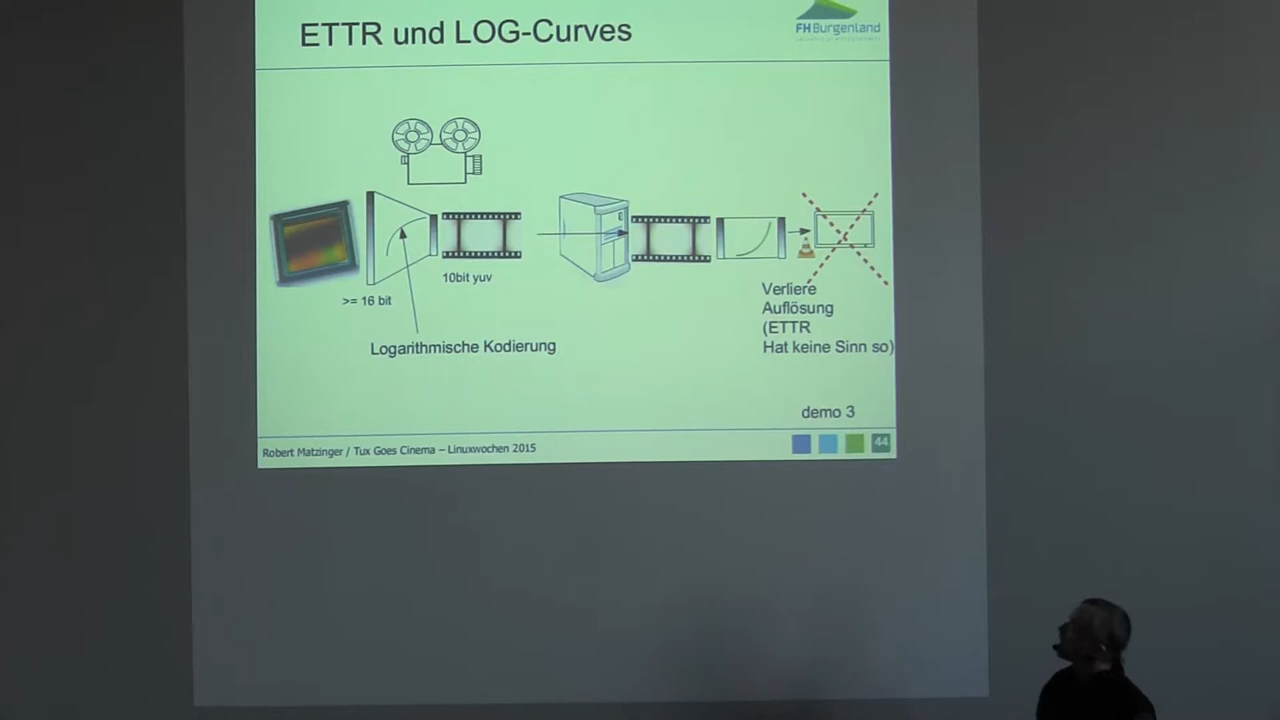 ETTR und LOG-Curves
FH Burgenland
10bit yuv
>= 16 bit
Logarithmische Kodierung
Verliere
Auflösung
(ETTR
Hat keine Sinn so)
demo 3
Robert Matzinger / Tux Goes Cinema – Linuxwochen 2015
44